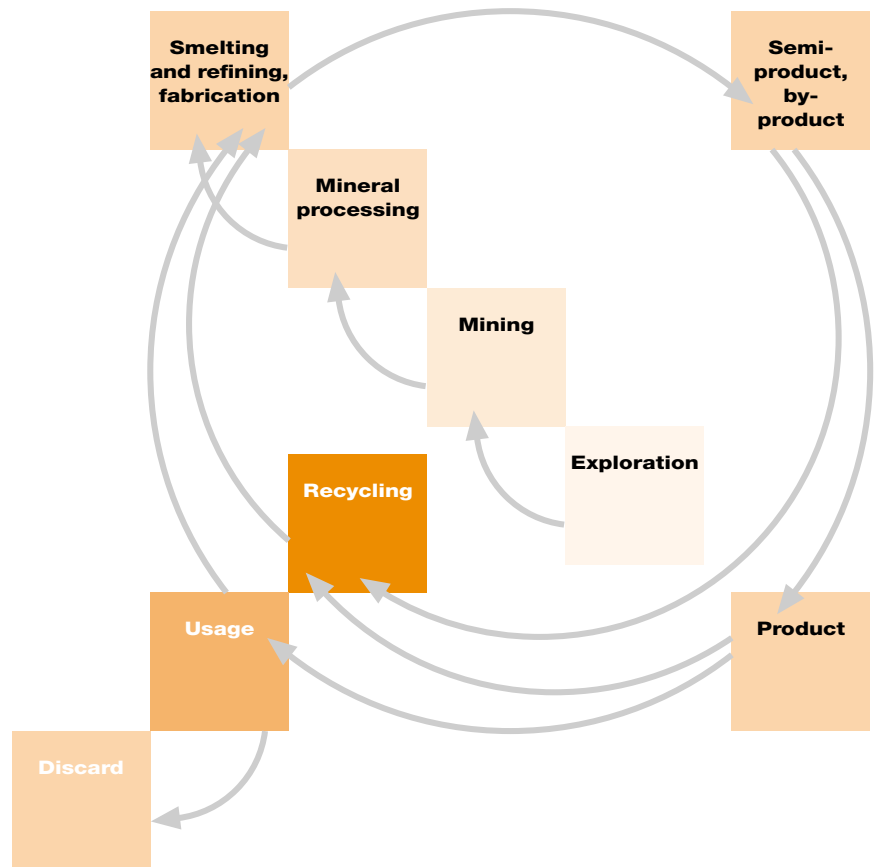 Smelting
and refining,
fabrication
Semi-
product,
by-
product
Mineral
processing
Mining
Exploration
Recycling
Usage
Product
Discard